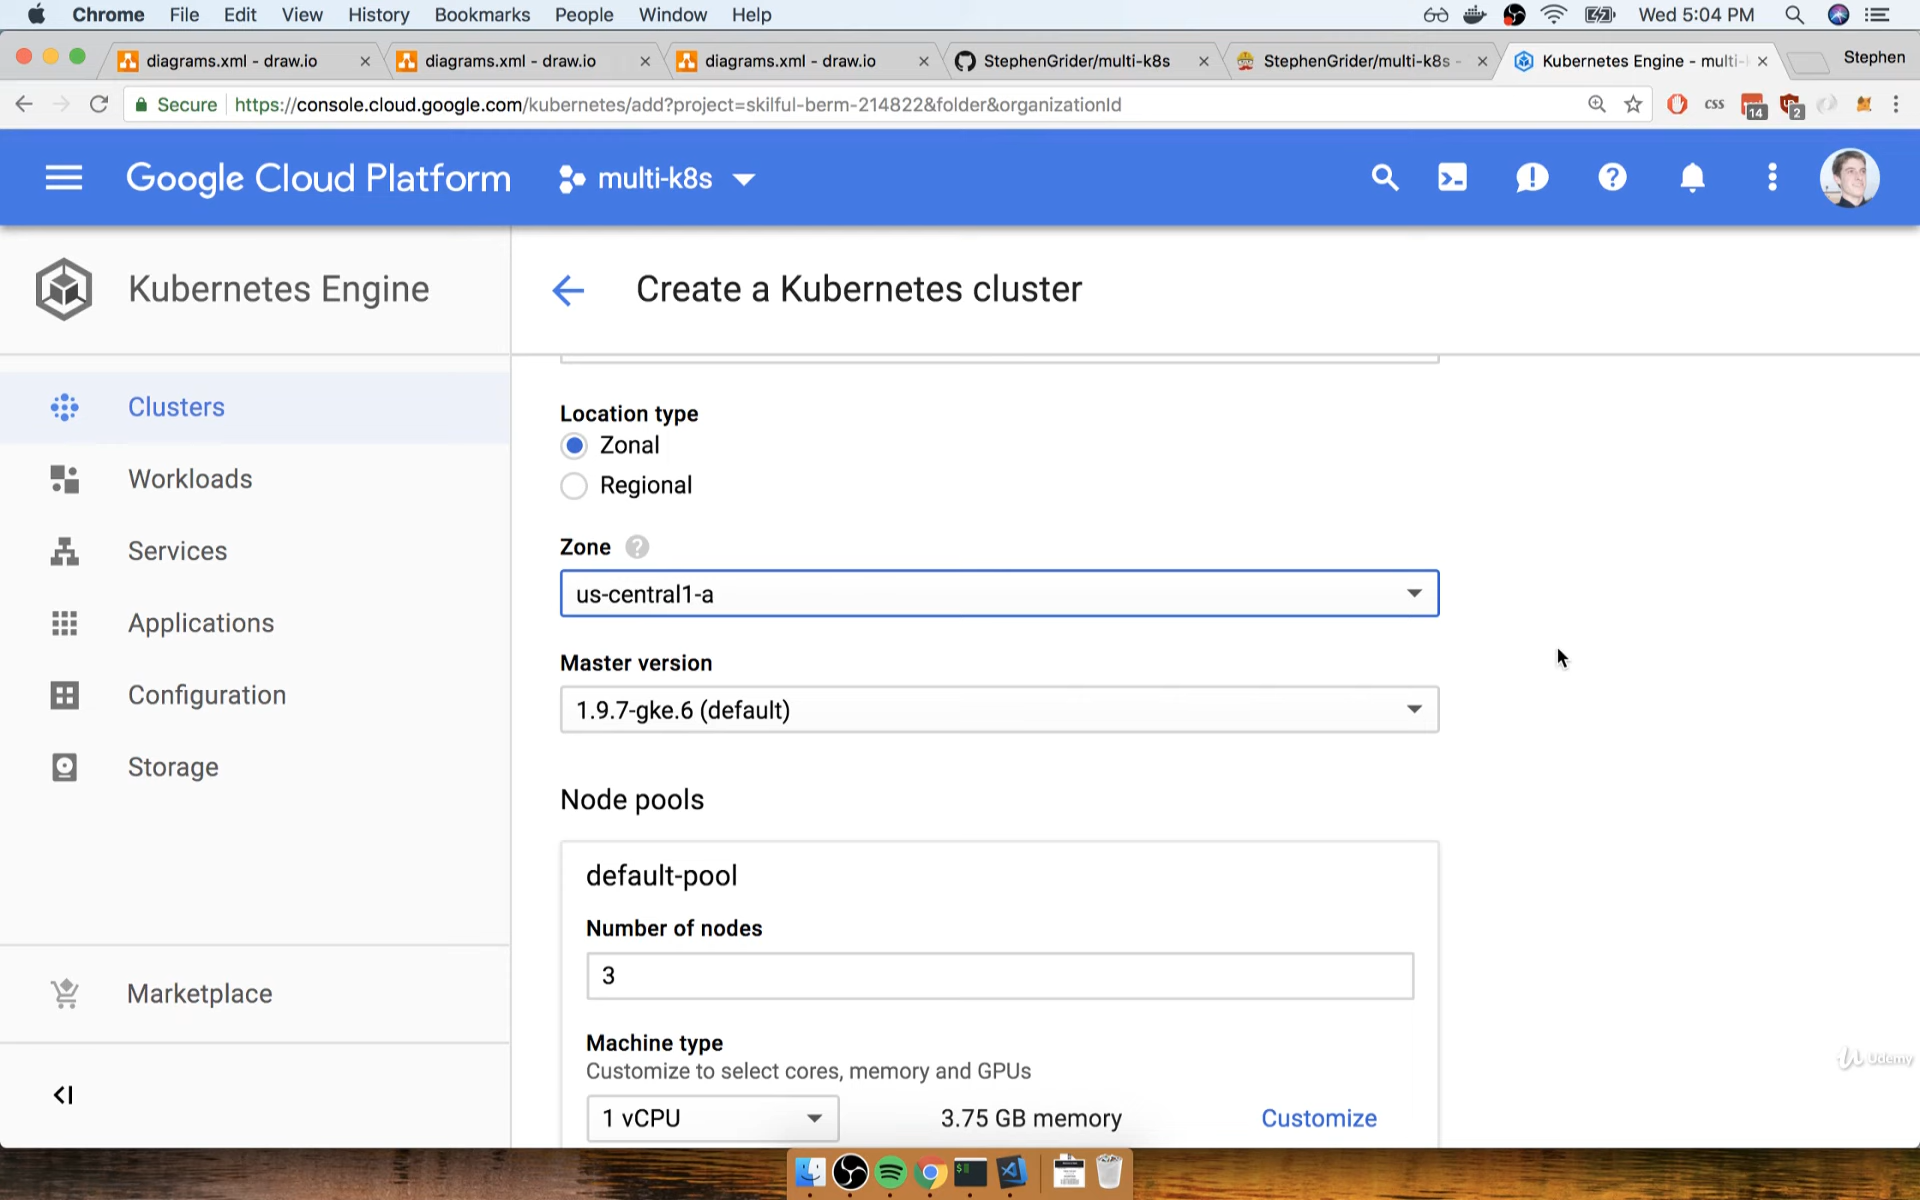 Chrome File Edit View History Bookmarks People Window Help
Wed 5:04 PM
diagrams.xml - draw.io
diagrams.xml - draw.io
diagrams.xml - draw.io
StephenGrider/multi-k8s
StephenGrider/multi-k8s -
Kubernetes Engine - multi-
Stephen
Secure
https://console.cloud.google.com/kubernetes/add?project=skilful-berm-214822&folder&organizationId
CSS
14
2
Google Cloud Platform
multi-k8s
Kubernetes Engine
Create a Kubernetes cluster
Clusters
Workloads
Services
Applications
Configuration
Storage
Marketplace
Location type
Zonal
Regional
Zone
us-central1-a
Master version
1.9.7-gke.6 (default)
Node pools
default-pool
Number of nodes
3
Machine type
Customize to select cores, memory and GPUs
1 vCPU
3.75 GB memory
Customize
Udemy